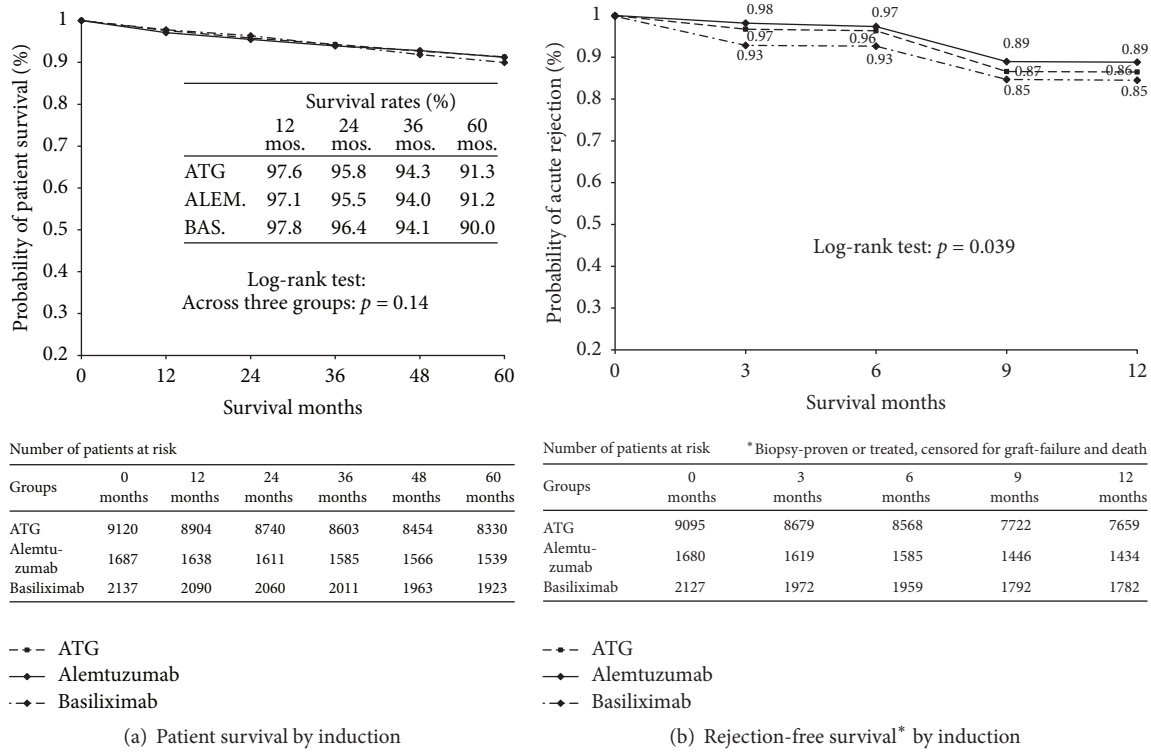 Probability of patient survival (%)
1
0.9
0.8
0.7
0.6
0.5
0.4
0.3
0.2
Survival rates (%)
12 24 36 60
mos. mos. mos. mos.
ATG 97.6 95.8 94.3 91.3
ALEM. 97.1 95.5 94.0 91.2
BAS. 97.8 96.4 94.1 90.0
Log-rank test:
Across three groups: p = 0.14
0 12 24 36 48 60
Survival months
Number of patients at risk
Groups 0 months 12 months 24 months 36 months 48 months 60 months
ATG 9120 8904 8740 8603 8454 8330
Alemtu-
zumab 1687 1638 1611 1585 1566 1539
Basiliximab 2137 2090 2060 2011 1963 1923
ATG
Alemtuzumab
Basiliximab
(a) Patient survival by induction
Probability of acute rejection (%)
1
0.9
0.8
0.7
0.6
0.5
0.4
0.3
0.2
0.98 0.97 0.89 0.89
0.97 0.96 0.87 0.86
0.93 0.93 0.85 0.85
Log-rank test: p = 0.039
0 3 6 9 12
Survival months
Number of patients at risk *Biopsy-proven or treated, censored for graft-failure and death
Groups 0 months 3 months 6 months 9 months 12 months
ATG 9095 8679 8568 7722 7659
Alemtu-
zumab 1680 1619 1585 1446 1434
Basiliximab 2127 1972 1959 1792 1782
ATG
Alemtuzumab
Basiliximab
(b) Rejection-free survival* by induction